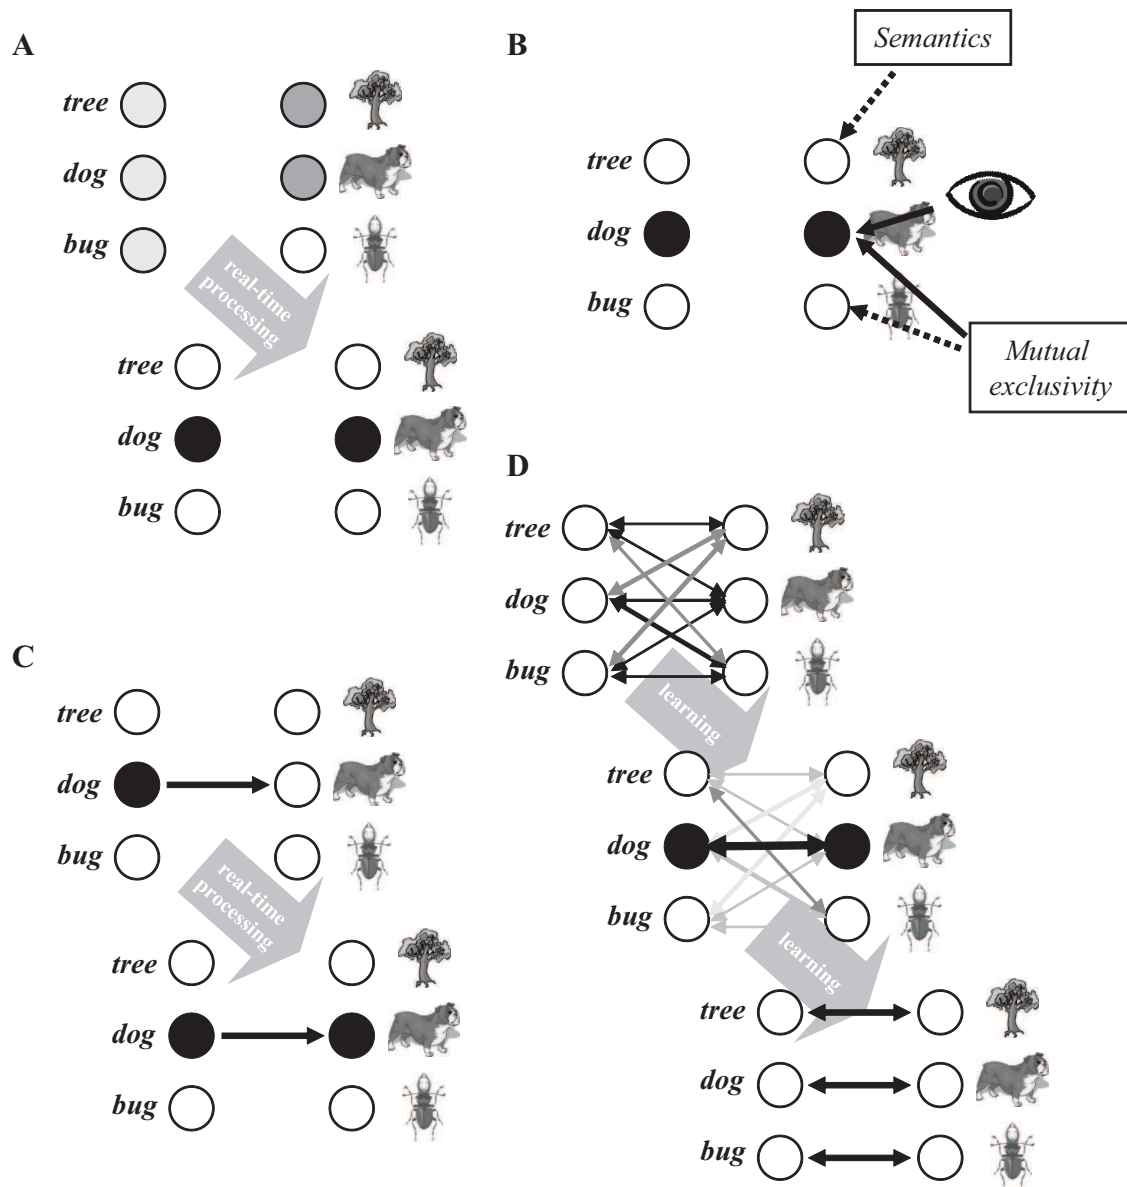 A
tree
dog
bug
real-time
processing
tree
dog
bug
B
Semantics
tree
dog
bug
Mutual
exclusivity
C
tree
dog
bug
real-time
processing
tree
dog
bug
D
tree
dog
bug
learning
tree
dog
bug
learning
tree
dog
bug